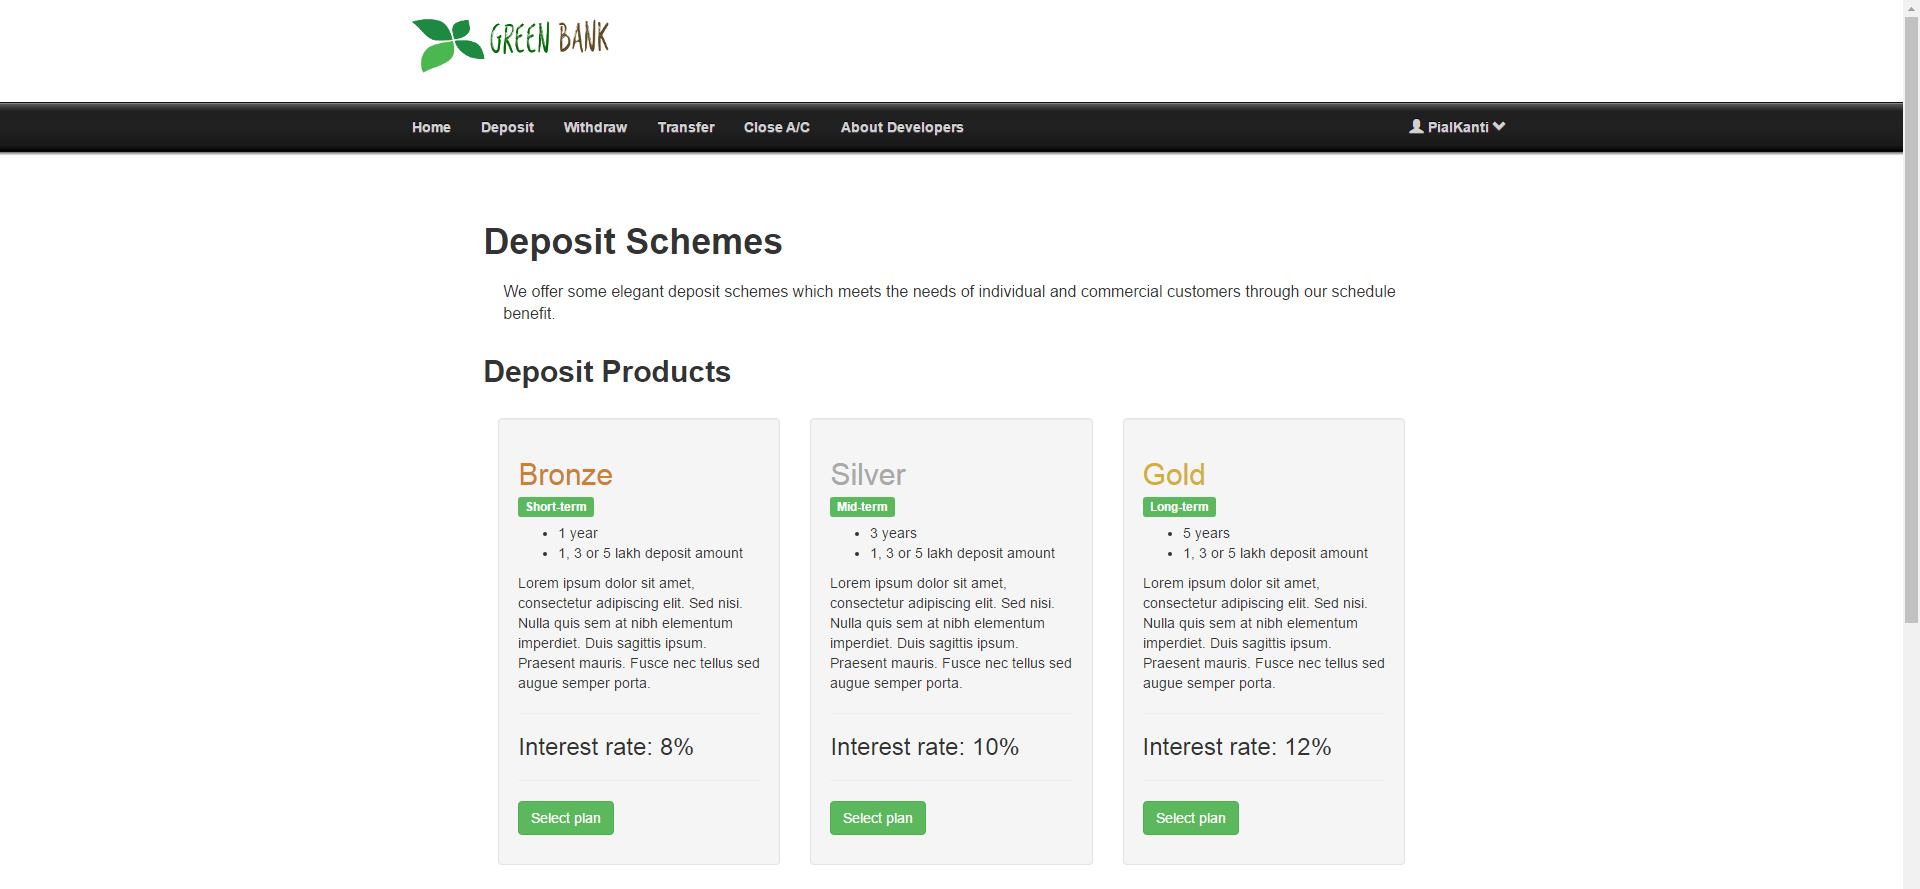 GREEN BANK
Home Deposit Withdraw Transfer Close A/C About Developers PialKanti
Deposit Schemes
We offer some elegant deposit schemes which meets the needs of individual and commercial customers through our schedule
benefit.
Deposit Products
Bronze
Short-term
• 1 year
• 1, 3 or 5 lakh deposit amount
Lorem ipsum dolor sit amet,
consectetur adipiscing elit. Sed nisi.
Nulla quis sem at nibh elementum
imperdiet. Duis sagittis ipsum.
Praesent mauris. Fusce nec tellus sed
augue semper porta.
Interest rate: 8%
Select plan
Silver
Mid-term
• 3 years
• 1, 3 or 5 lakh deposit amount
Lorem ipsum dolor sit amet,
consectetur adipiscing elit. Sed nisi.
Nulla quis sem at nibh elementum
imperdiet. Duis sagittis ipsum.
Praesent mauris. Fusce nec tellus sed
augue semper porta.
Interest rate: 10%
Select plan
Gold
Long-term
• 5 years
• 1, 3 or 5 lakh deposit amount
Lorem ipsum dolor sit amet,
consectetur adipiscing elit. Sed nisi.
Nulla quis sem at nibh elementum
imperdiet. Duis sagittis ipsum.
Praesent mauris. Fusce nec tellus sed
augue semper porta.
Interest rate: 12%
Select plan